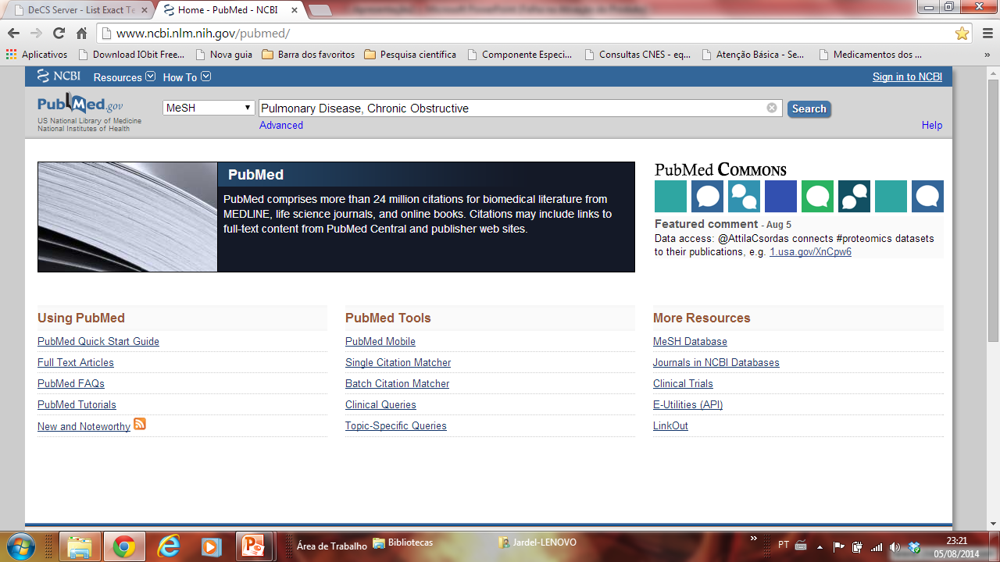 DeCS Server - List Exact Te
Home - PubMed - NCBI
www.ncbi.nlm.nih.gov/pubmed/
Aplicativos
Download IObit Free...
Nova guia
Barra dos favoritos
Pesquisa científica
Componente Especi...
Consultas CNES - eq...
Atenção Básica - Se...
Medicamentos dos ...
»
NCBI Resources How To Sign in to NCBI
PubMed.gov
US National Library of Medicine
National Institutes of Health
MeSH
Pulmonary Disease, Chronic Obstructive
Search
Advanced
Help
PubMed
PubMed comprises more than 24 million citations for biomedical literature from
MEDLINE, life science journals, and online books. Citations may include links to
full-text content from PubMed Central and publisher web sites.
PubMed Commons
Featured comment - Aug 5
Data access: @AttilaCsordas connects #proteomics datasets
to their publications, e.g. 1.usa.gov/XnCpw6
Using PubMed
PubMed Quick Start Guide
Full Text Articles
PubMed FAQs
PubMed Tutorials
New and Noteworthy
PubMed Tools
PubMed Mobile
Single Citation Matcher
Batch Citation Matcher
Clinical Queries
Topic-Specific Queries
More Resources
MeSH Database
Journals in NCBI Databases
Clinical Trials
E-Utilities (API)
LinkOut
Área de Trabalho
Bibliotecas
Jardel-LENOVO
»
PT
23:21
05/08/2014